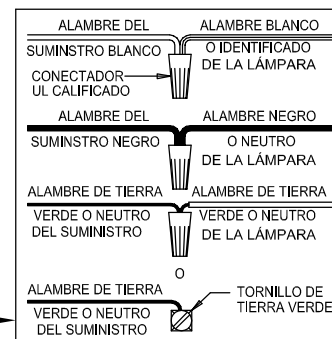 ALAMBRE DEL ALAMBRE BLANCO
SUMINSTRO BLANCO O IDENTIFICADO
DE LA LÁMPARA
CONECTADOR
UL CALIFICADO
ALAMBRE DEL ALAMBRE NEGRO
SUMINSTRO NEGRO O NEUTRO
DE LA LÁMPARA
ALAMBRE DE TIERRA ALAMBRE DE TIERRA
VERDE O NEUTRO VERDE O NEUTRO
DEL SUMINISTRO DE LA LÁMPARA
O
ALAMBRE DE TIERRA TORNILLO DE
VERDE O NEUTRO TIERRA VERDE
DEL SUMINISTRO